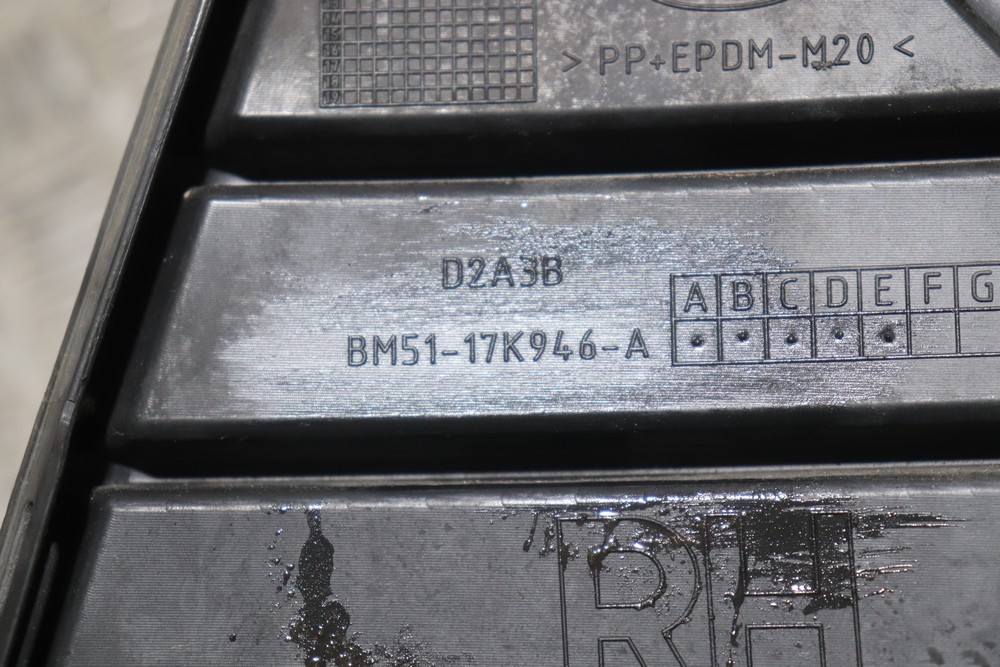 > PP+EPDM-M20 <
D2A3B
BM51-17K946-A
A B C D E F G
RH